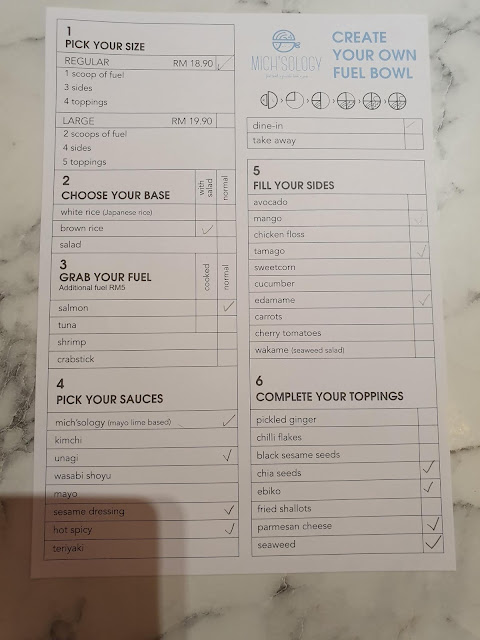 1
PICK YOUR SIZE
REGULAR RM 18.90 ✓
1 scoop of fuel
3 sides
4 toppings
LARGE RM 19.90
2 scoops of fuel
4 sides
5 toppings
2
CHOOSE YOUR BASE with salad normal
white rice (Japanese rice)
brown rice ✓
salad
3
GRAB YOUR FUEL cooked normal
Additional fuel RM5
salmon ✓
tuna
shrimp
crabstick
4
PICK YOUR SAUCES
mich'sology (mayo lime based) ✓
kimchi
unagi ✓
wasabi shoyu
mayo
sesame dressing ✓
hot spicy ✓
teriyaki
MICH'SOLOGY
CREATE
YOUR OWN
FUEL BOWL
dine-in ✓
take away
5
FILL YOUR SIDES
avocado
mango ✓
chicken floss
tamago ✓
sweetcorn
cucumber
edamame ✓
carrots
cherry tomatoes
wakame (seaweed salad)
6
COMPLETE YOUR TOPPINGS
pickled ginger
chilli flakes
black sesame seeds
chia seeds ✓
ebiko ✓
fried shallots
parmesan cheese ✓
seaweed ✓